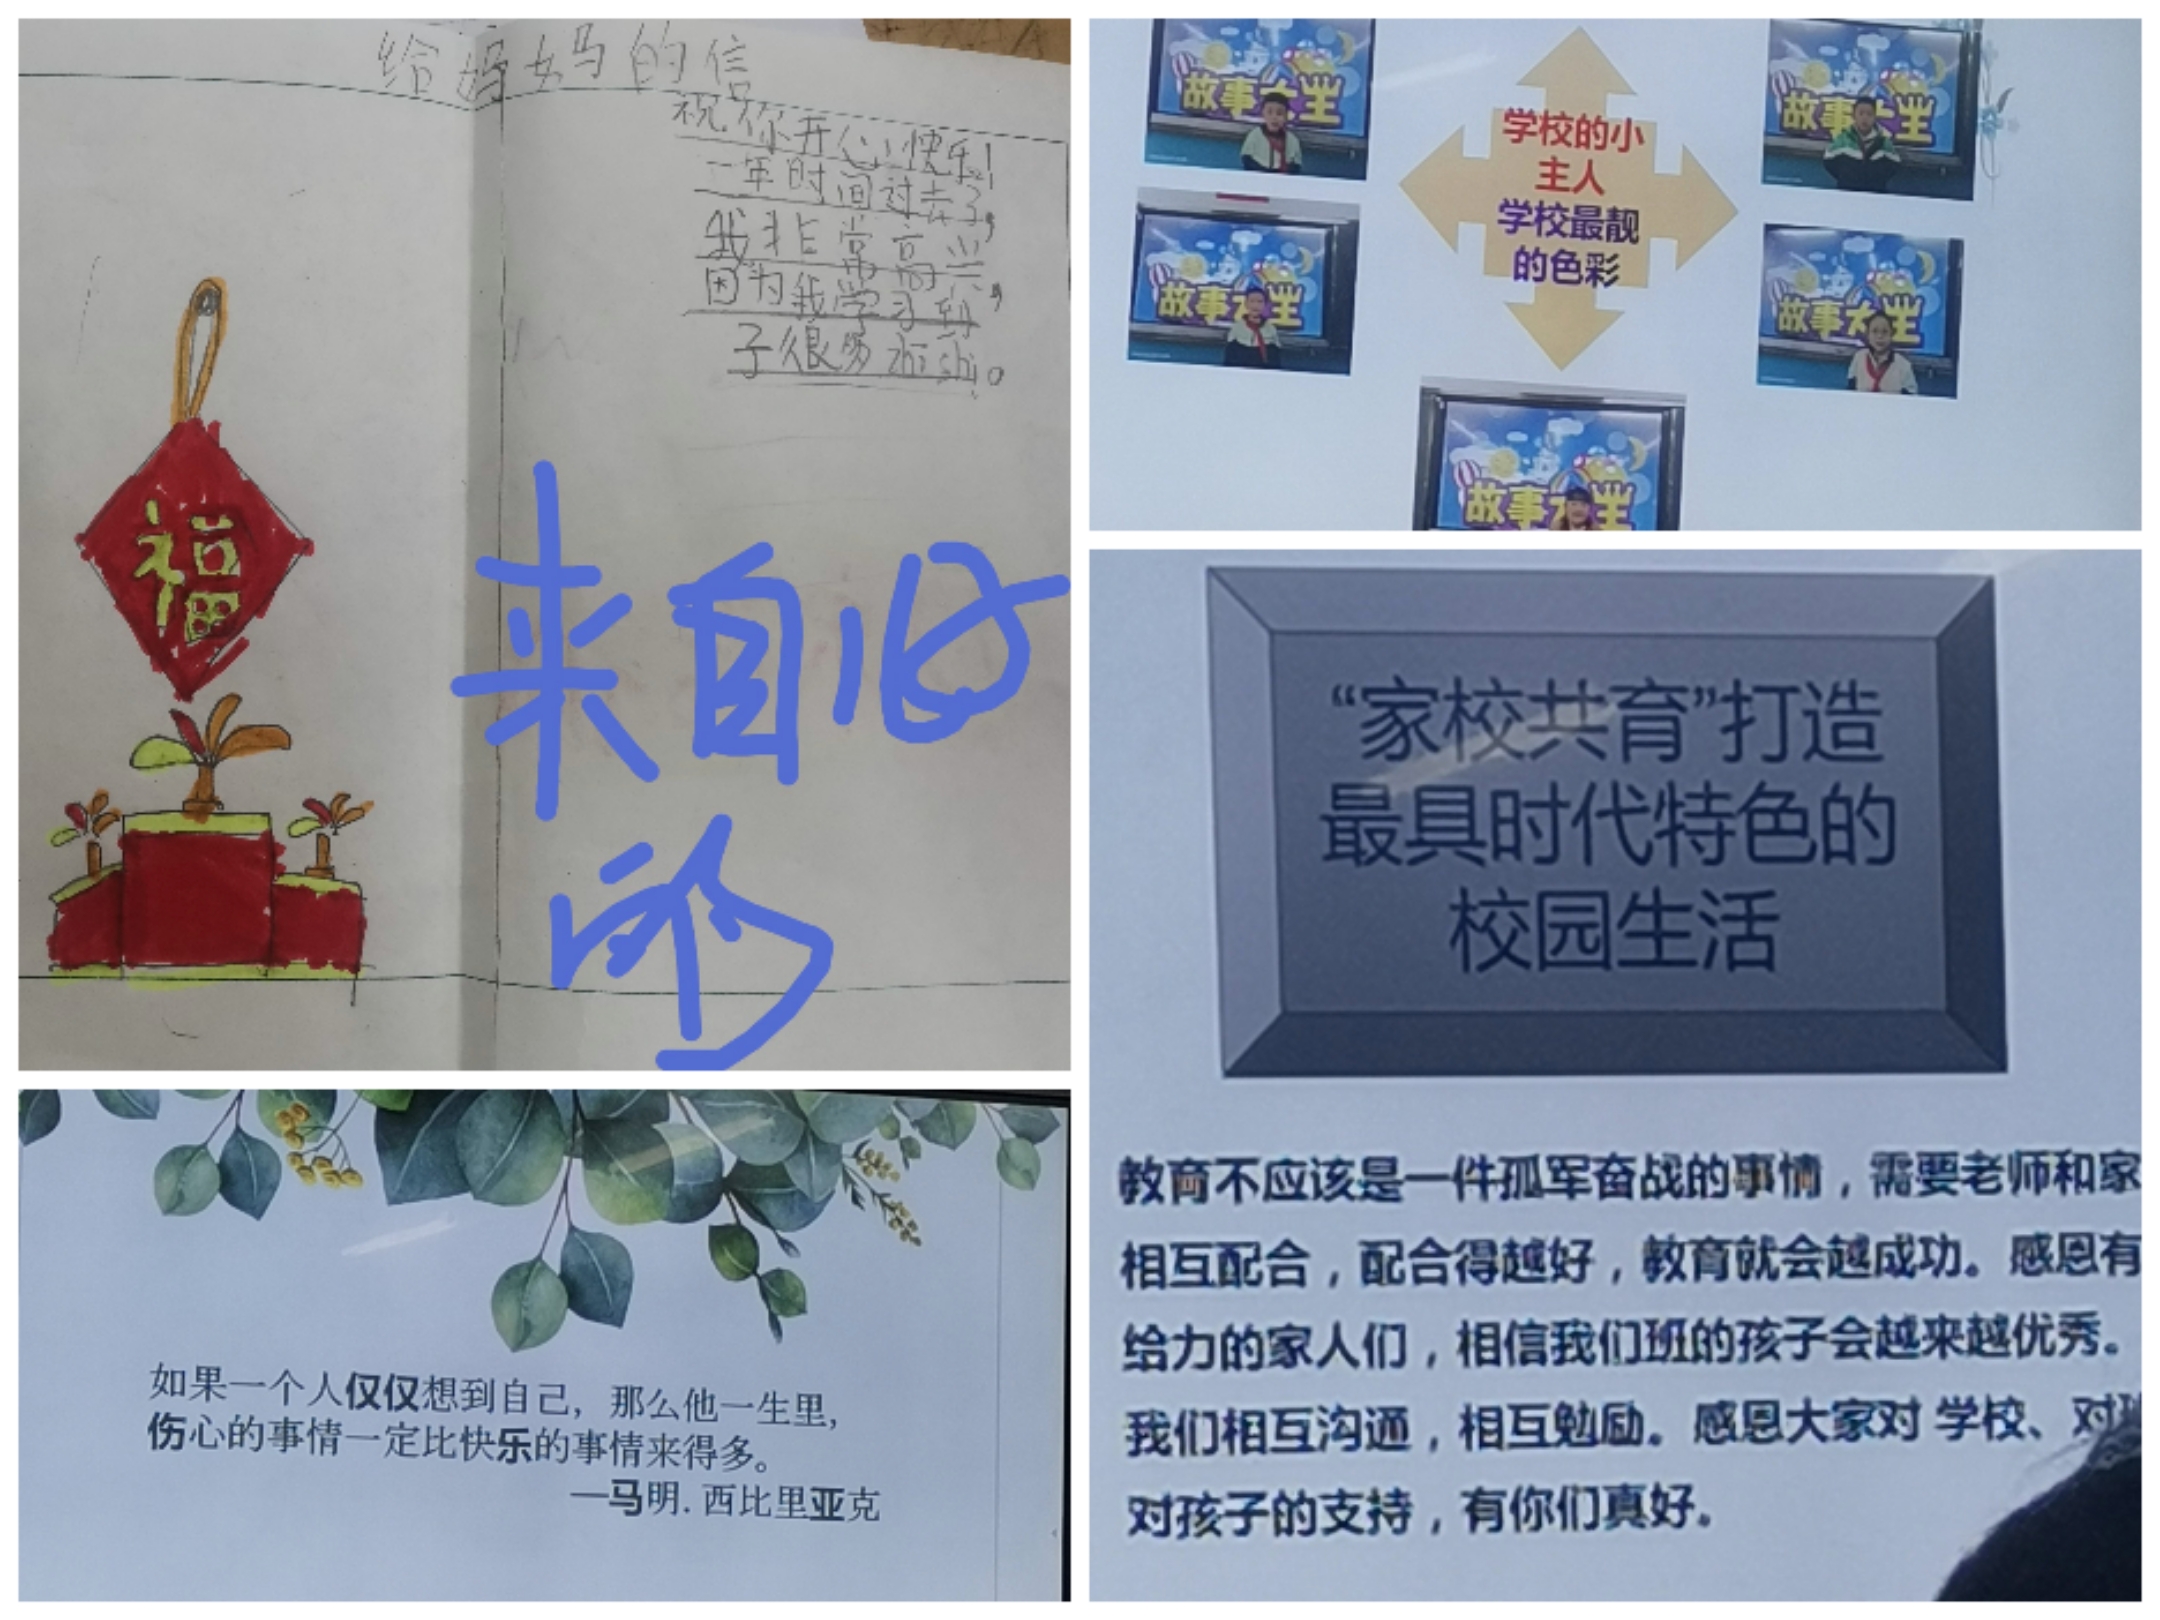 给妈妈的信
祝你开心快乐!
一年时间过去了,
我非常高兴,
因为我学习到
了很多zhishi。
福
来自
的
故事大王
故事大王
学校的小
主人
学校最靓
的色彩
故事大王
故事大王
故事大王
“家校共育”打造
最具时代特色的
校园生活
教育不应该是一件孤军奋战的事情，需要老师和家
相互配合，配合得越好，教育就会越成功。感恩有
给力的家人们，相信我们班的孩子会越来越优秀。
我们相互沟通，相互勉励。感恩大家对 学校、对
对孩子的支持，有你们真好。
如果一个人仅仅想到自己，那么他一生里，
伤心的事情一定比快乐的事情来得多。
—马明.西比里亚克